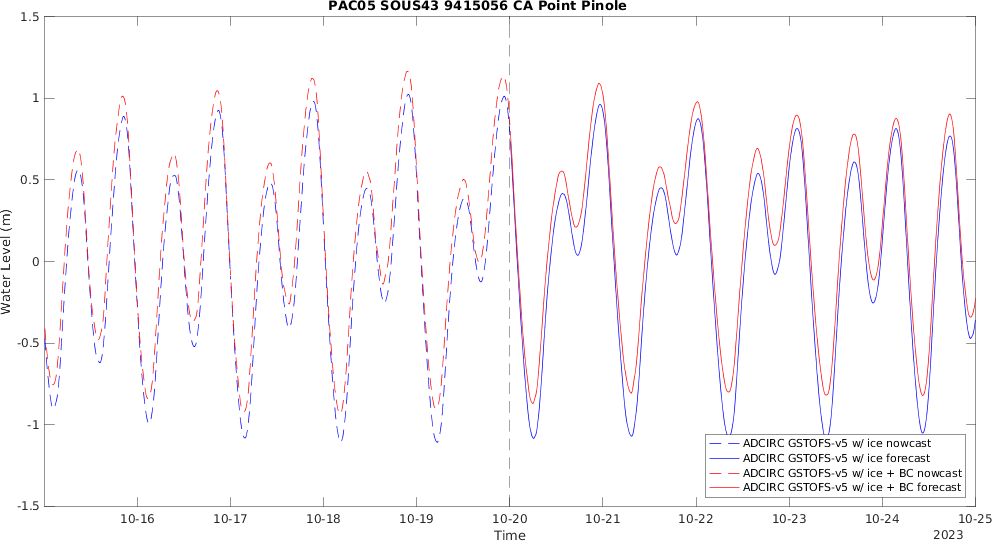 PAC05 SOUS43 9415056 CA Point Pinole
1.5
1
0.5
0
-0.5
-1
-1.5
Water Level (m)
10-16
10-17
10-18
10-19
10-20
10-21
10-22
10-23
10-24
10-25
Time
2023
ADCIRC GSTOFS-v5 w/ ice nowcast
ADCIRC GSTOFS-v5 w/ ice forecast
ADCIRC GSTOFS-v5 w/ ice + BC nowcast
ADCIRC GSTOFS-v5 w/ ice + BC forecast